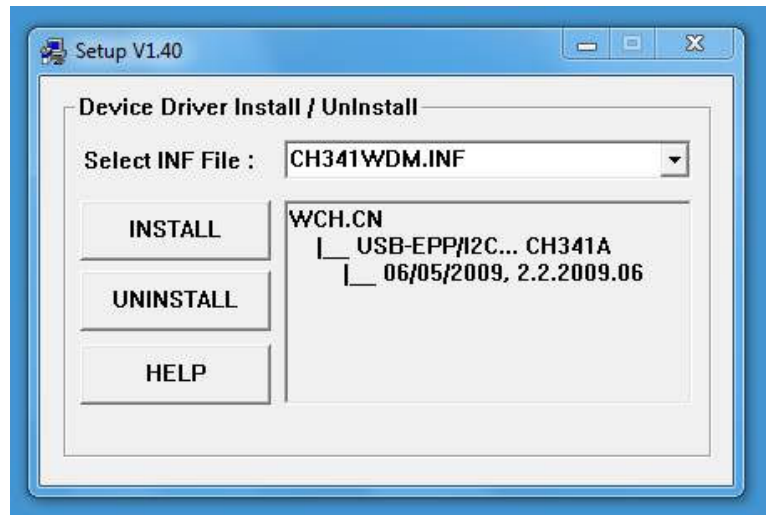 Setup V1.40
Device Driver Install / UnInstall
Select INF File :
CH341WDM.INF
INSTALL
UNINSTALL
HELP
WCH.CN
|__ USB-EPP/I2C... CH341A
|__ 06/05/2009, 2.2.2009.06